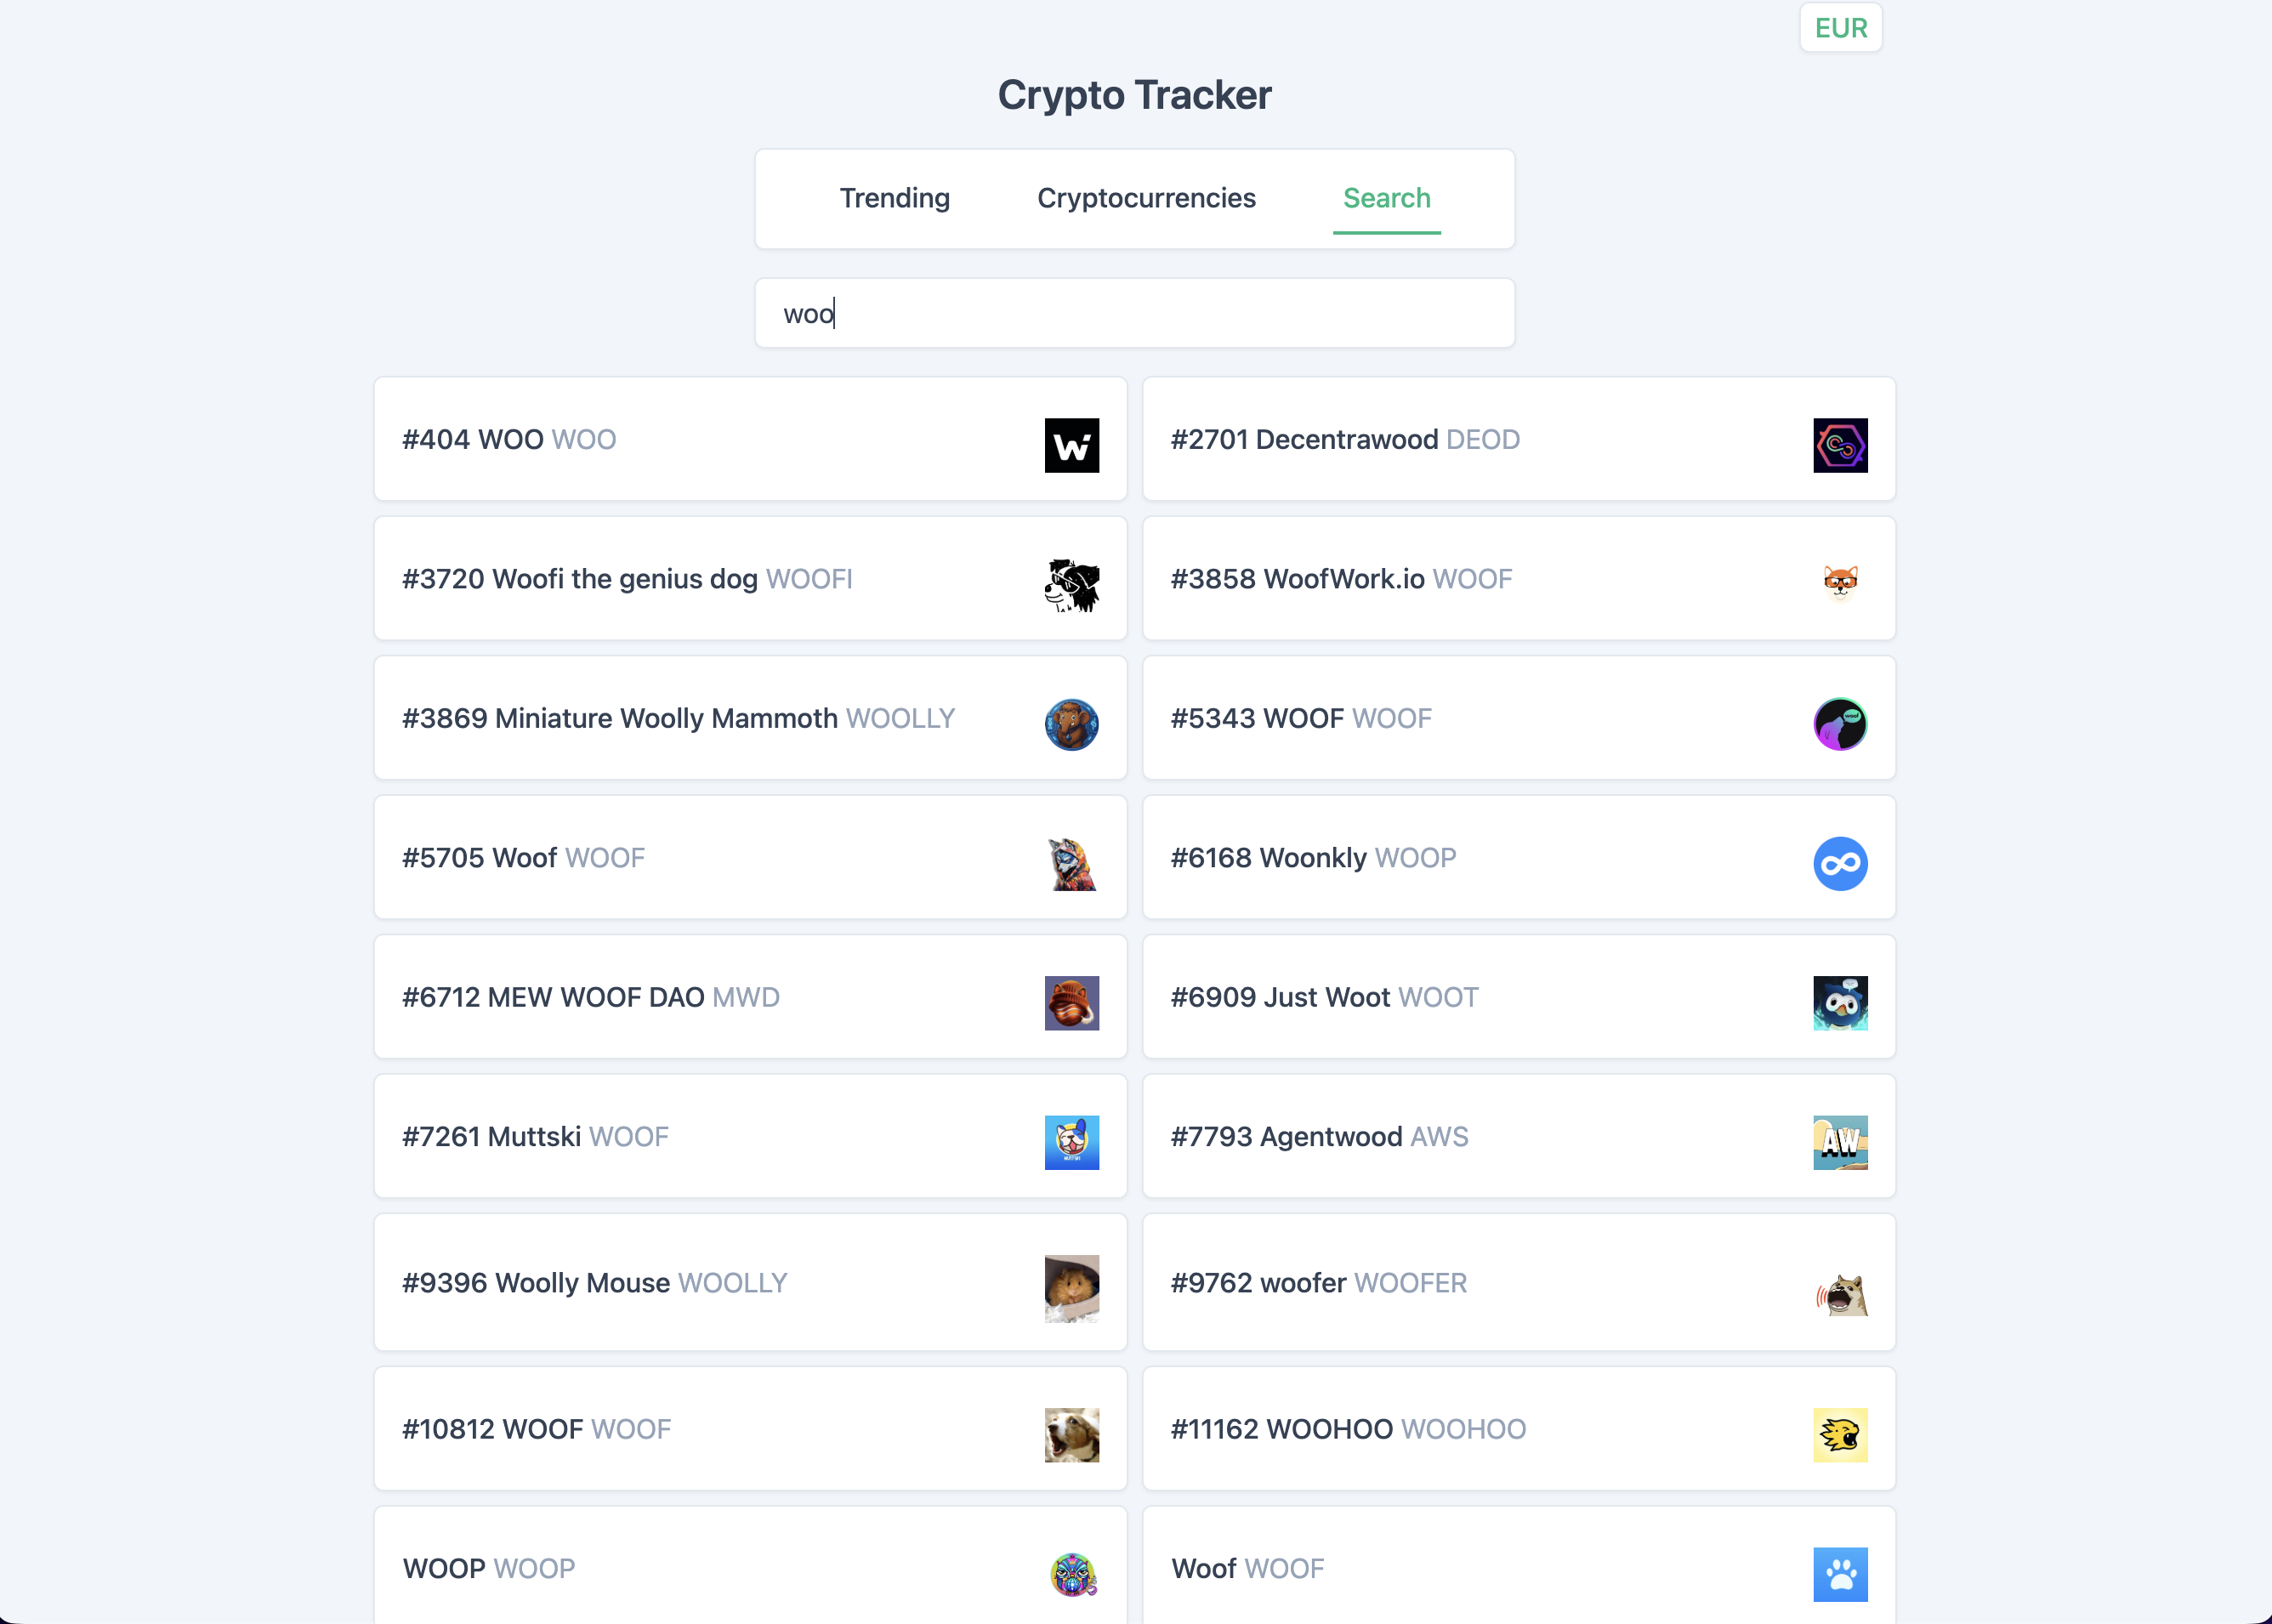 EUR
Crypto Tracker
Trending Cryptocurrencies Search
woo
#404 WOO WOO
#2701 Decentrawood DEOD
#3720 Woofi the genius dog WOOFI
#3858 WoofWork.io WOOF
#3869 Miniature Woolly Mammoth WOOLLY
#5343 WOOF WOOF
woof
#5705 Woof WOOF
#6168 Woonkly WOOP
#6712 MEW WOOF DAO MWD
#6909 Just Woot WOOT
#7261 Muttski WOOF
#7793 Agentwood AWS
AW
#9396 Woolly Mouse WOOLLY
#9762 woofer WOOFER
#10812 WOOF WOOF
#11162 WOOHOO WOOHOO
WOOP WOOP
Woof WOOF